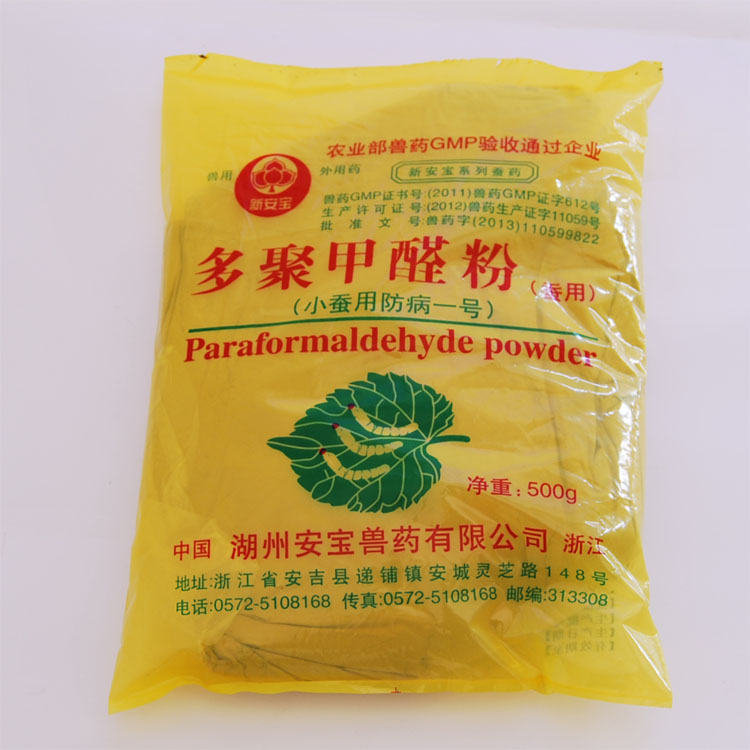 农业部兽药GMP验收通过企业
兽用 新安宝 外用药 新安宝系列蚕药
兽药GMP证书号:(2011)兽药GMP证字612号
生产许可证号:(2012)兽药生产证字11059号
批准文号:兽药字(2013)110599822
多聚甲醛粉(蚕用)
(小蚕用防病一号)
Paraformaldehyde powder
净重:500g
中国 湖州安宝兽药有限公司 浙江
地址:浙江省安吉县递铺镇安城灵芝路148号
电话:0572-5108168 传真:0572-5108168 邮编:313308